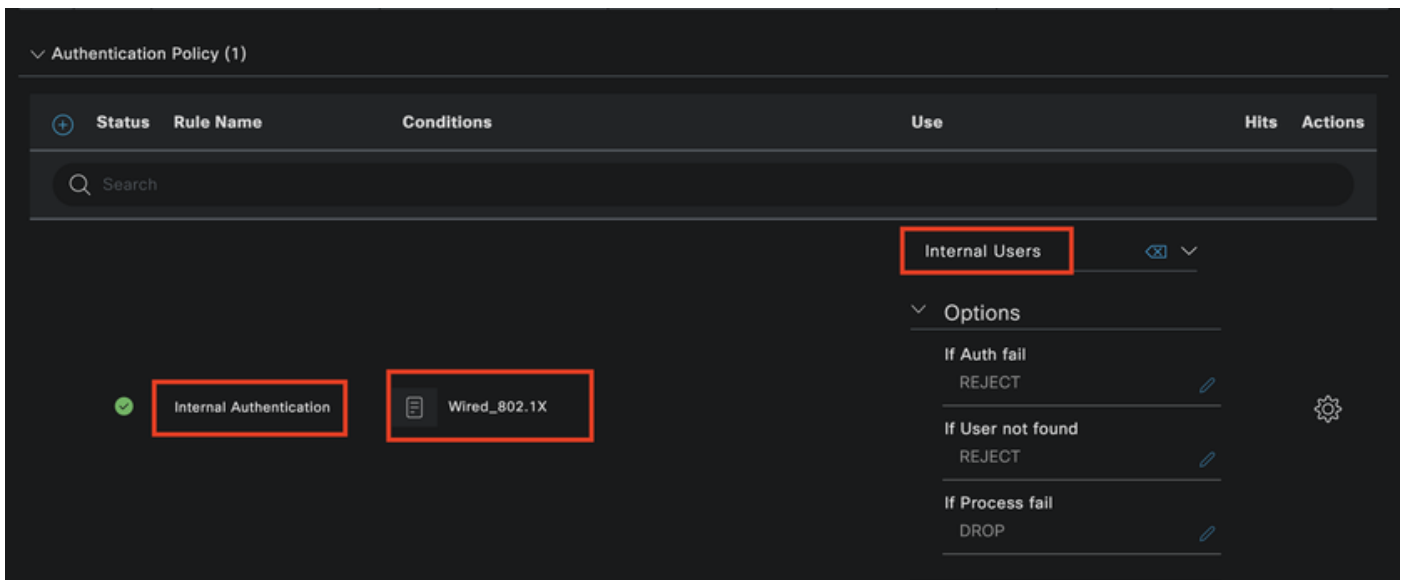 Authentication Policy (1)
Status Rule Name Conditions Use Hits Actions
Search
Internal Users
Options
If Auth fail
REJECT
Internal Authentication Wired_802.1X
If User not found
REJECT
If Process fail
DROP